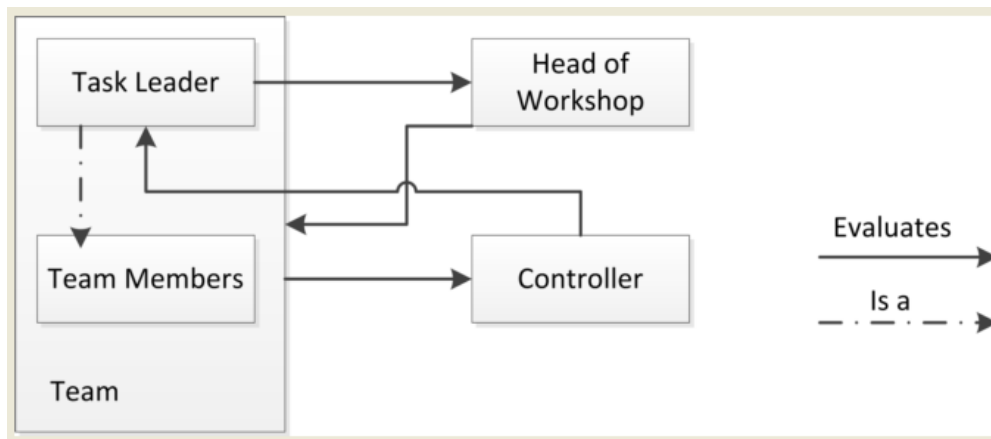 Task Leader
Head of
Workshop
Team Members
Controller
Team
Evaluates
Is a